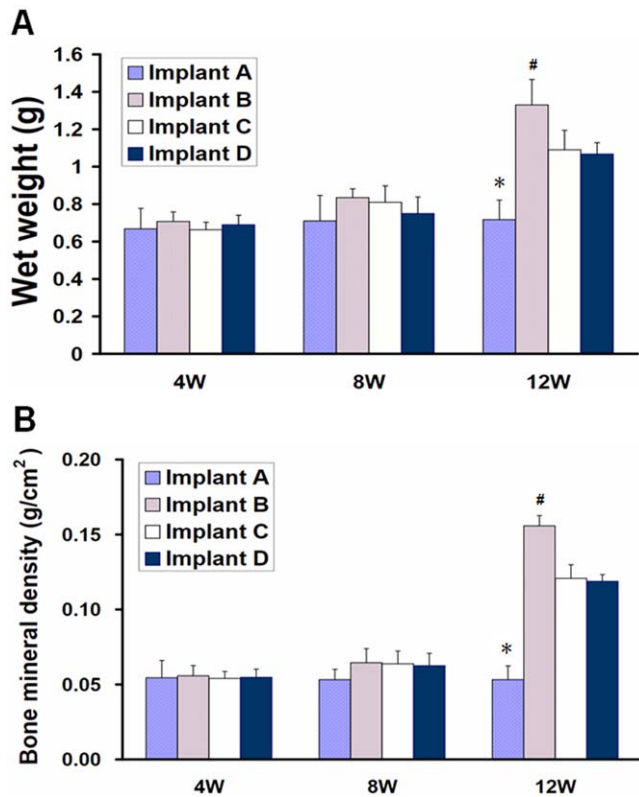 A
Wet weight (g)
1.6
1.4
1.2
1
0.8
0.6
0.4
0.2
0
Implant A
Implant B
Implant C
Implant D
*
#
4W
8W
12W
B
Bone mineral density (g/cm²)
0.20
0.15
0.10
0.05
0.00
Implant A
Implant B
Implant C
Implant D
*
#
4W
8W
12W